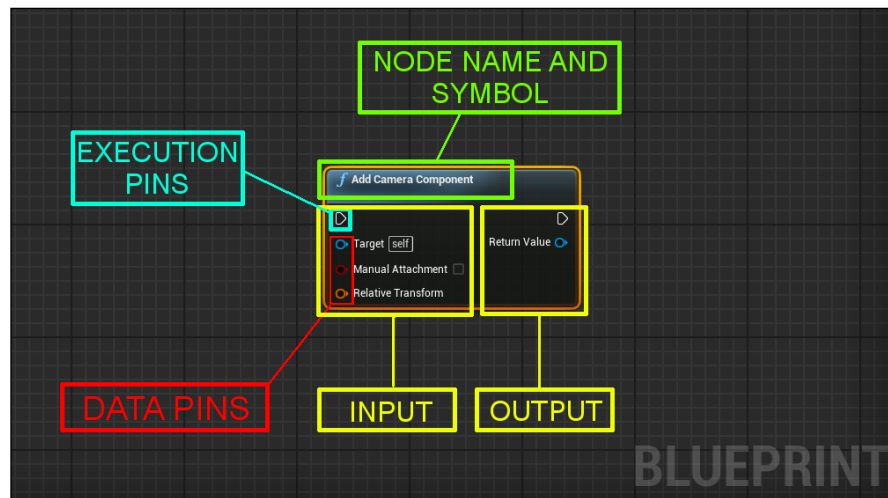 NODE NAME AND
SYMBOL
EXECUTION
PINS
f Add Camera Component
Target self
Return Value
Manual Attachment
Relative Transform
DATA PINS
INPUT
OUTPUT
BLUEPRINT